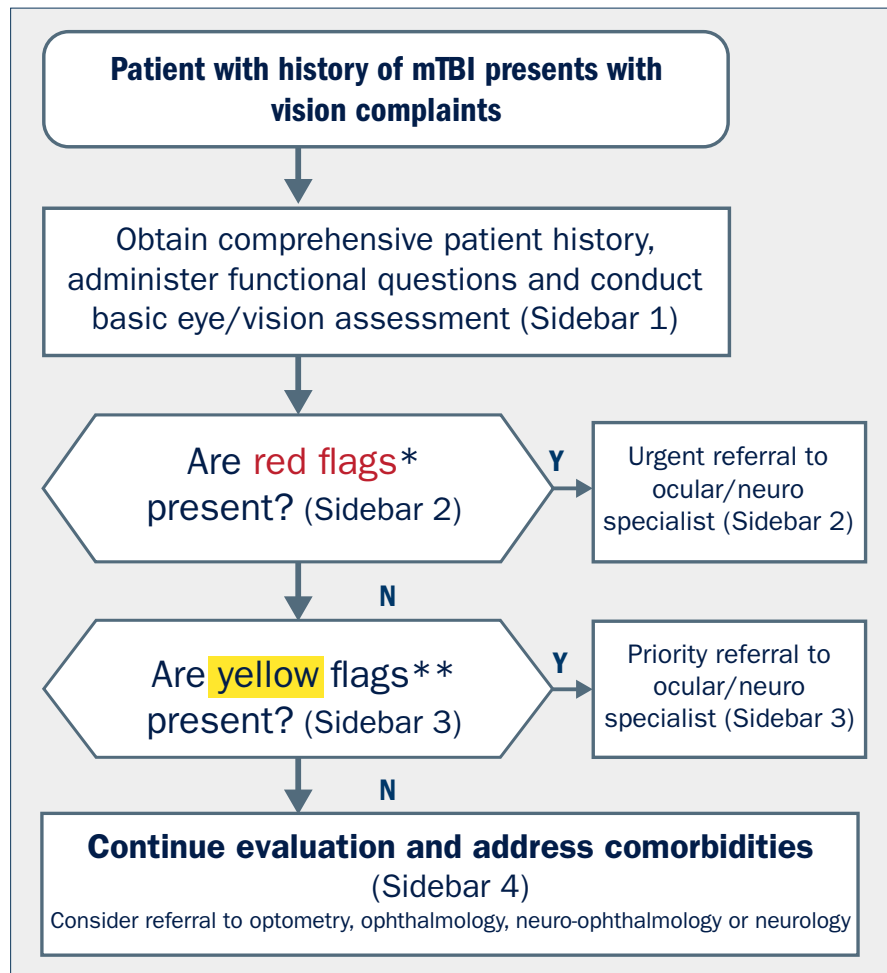 Patient with history of mTBI presents with
vision complaints
Obtain comprehensive patient history,
administer functional questions and conduct
basic eye/vision assessment (Sidebar 1)
Are red flags*
present? (Sidebar 2)
Y
Urgent referral to
ocular/neuro
specialist (Sidebar 2)
N
Are yellow flags**
present? (Sidebar 3)
Y
Priority referral to
ocular/neuro
specialist (Sidebar 3)
N
Continue evaluation and address comorbidities
(Sidebar 4)
Consider referral to optometry, ophthalmology, neuro-ophthalmology or neurology